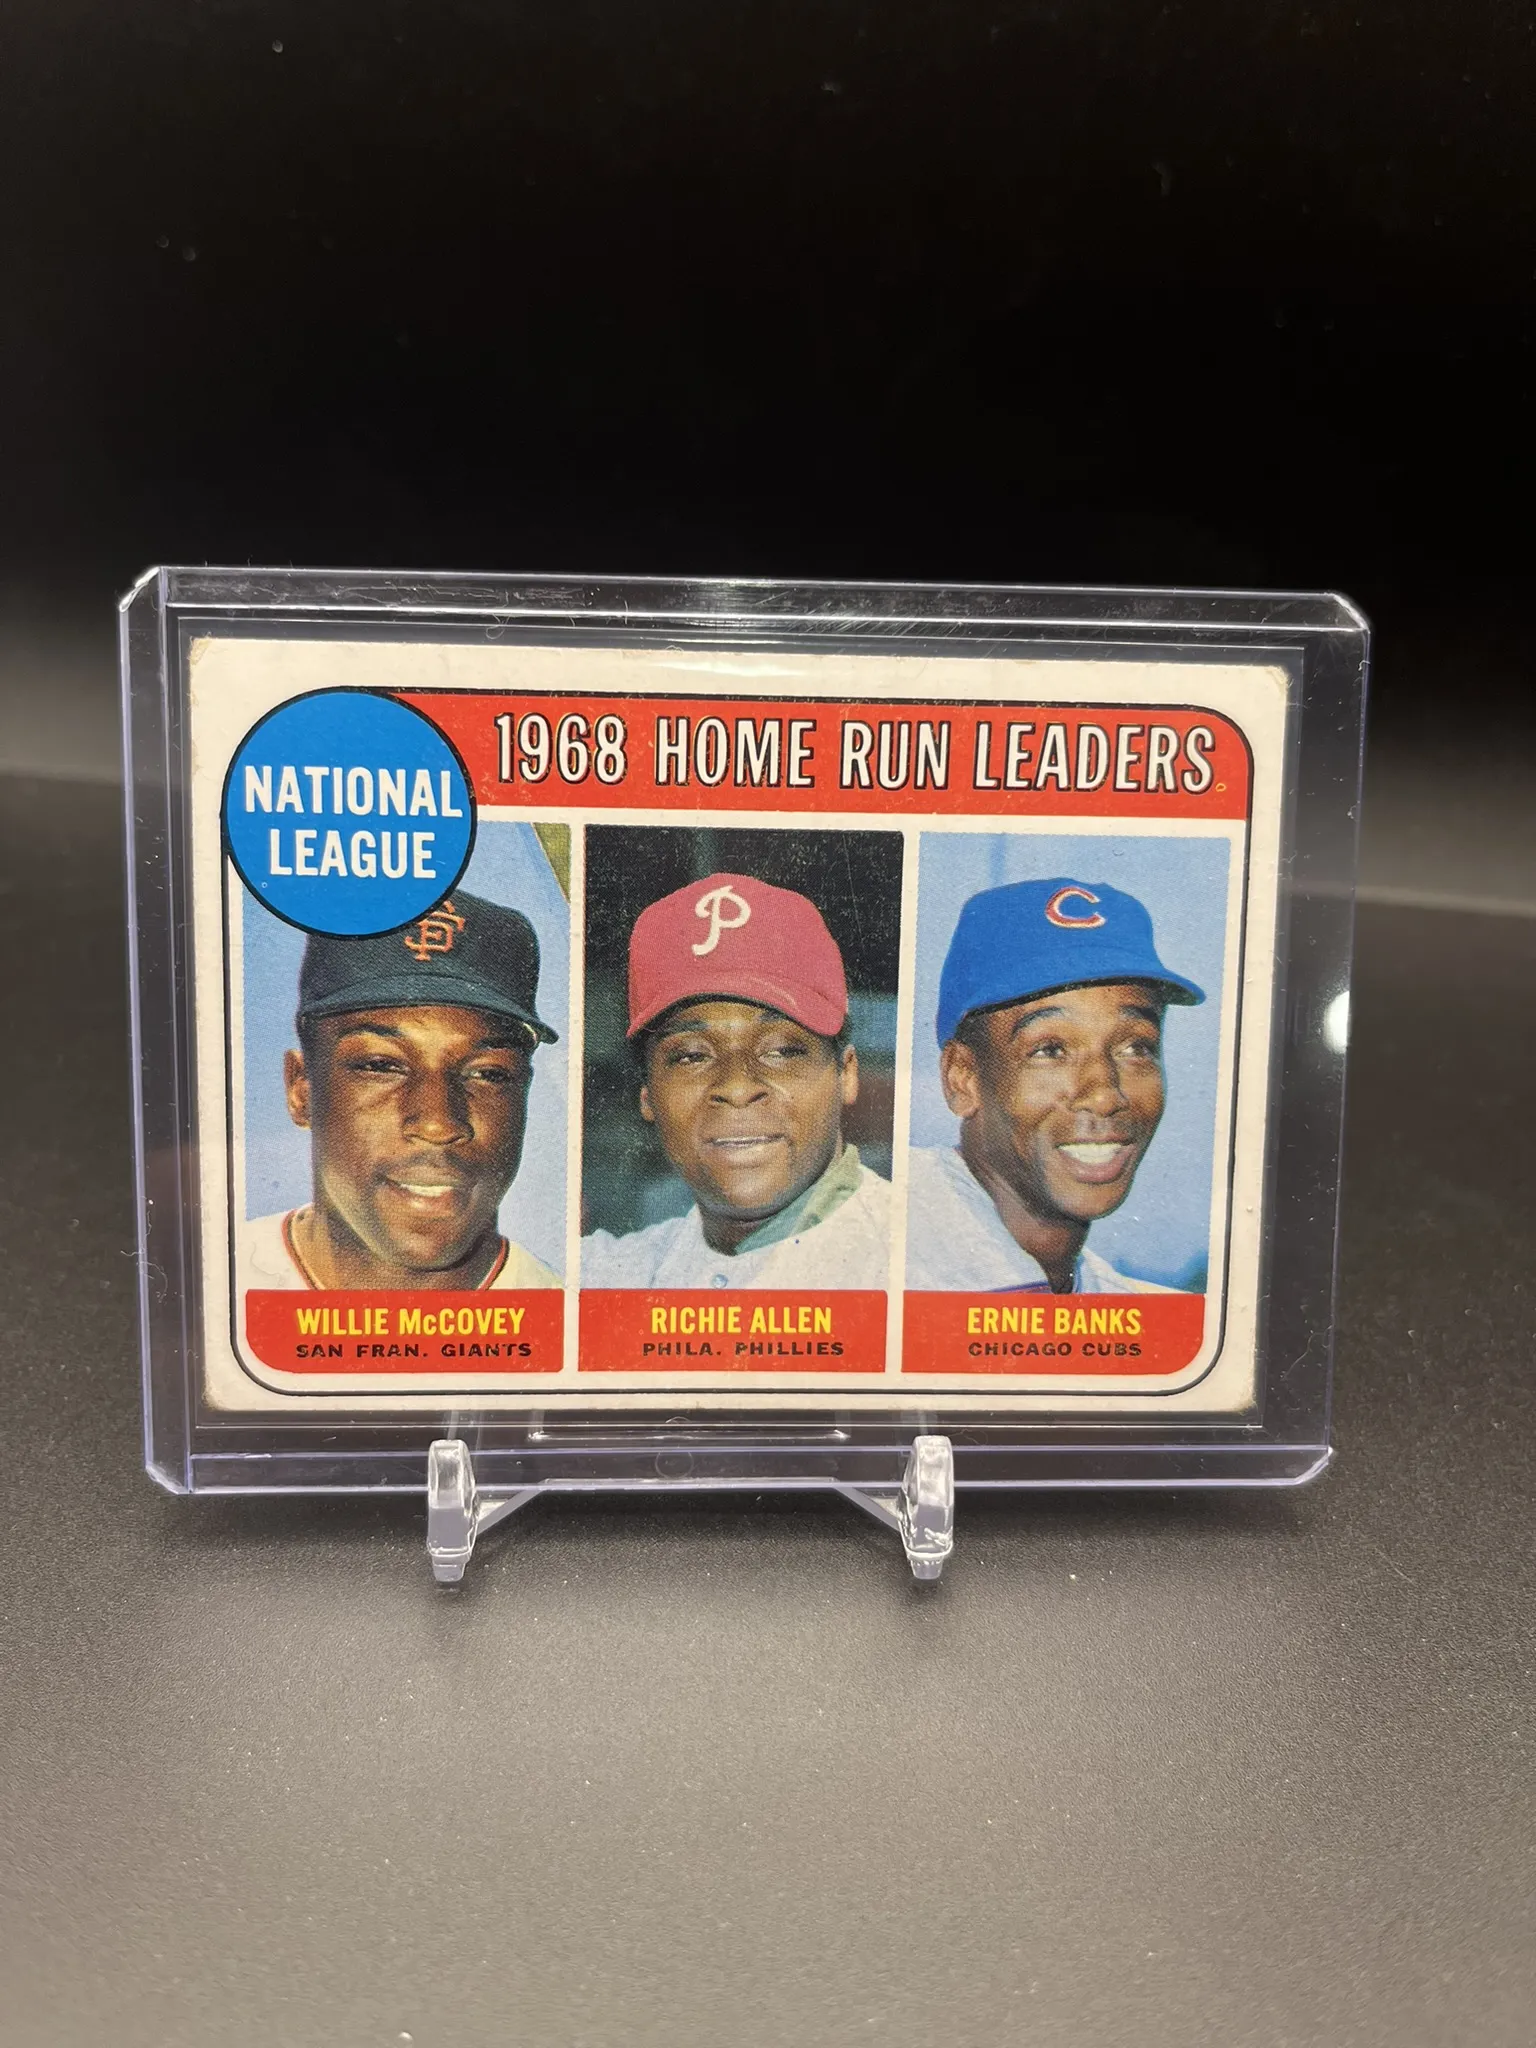 NATIONAL
LEAGUE
1968 HOME RUN LEADERS
SF
P
C
WILLIE McCOVEY
SAN FRAN. GIANTS
RICHIE ALLEN
PHILA. PHILLIES
ERNIE BANKS
CHICAGO CUBS